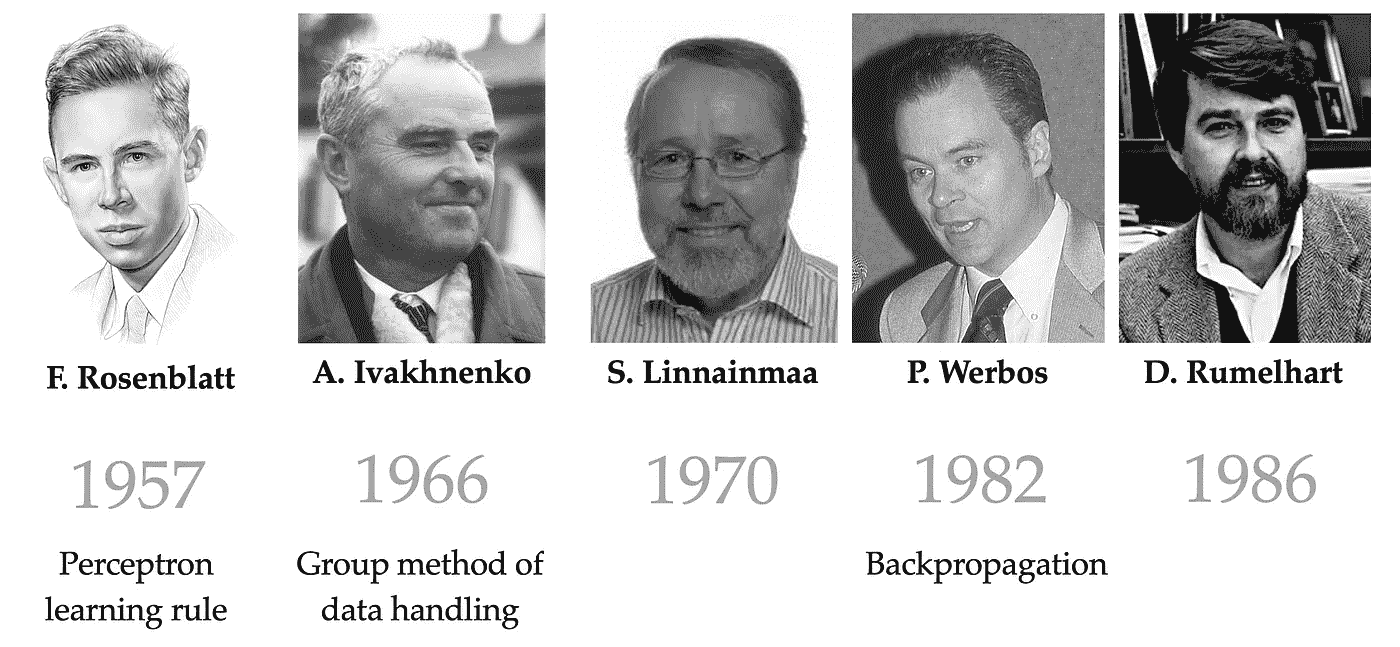 F. Rosenblatt
A. Ivakhnenko
S. Linnainmaa
P. Werbos
D. Rumelhart
1957
1966
1970
1982
1986
Perceptron
learning rule
Group method of
data handling
Backpropagation